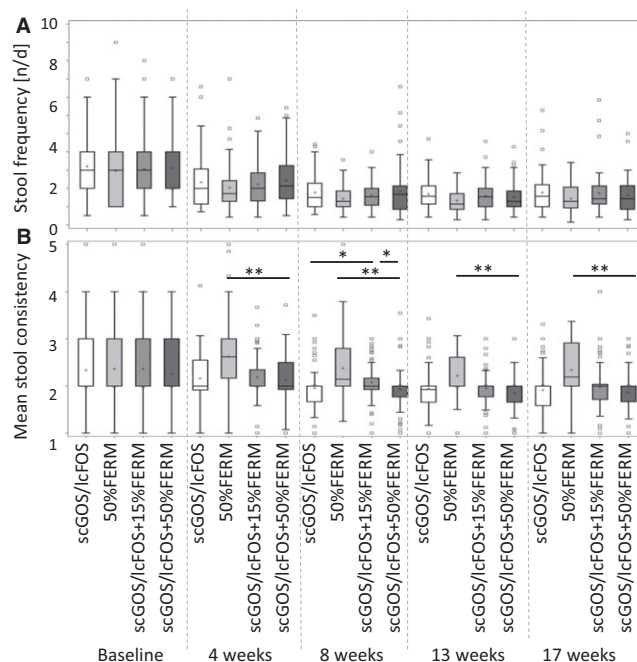 A
Stool frequency [n/d]
10
8
6
4
2
0
B
Mean stool consistency
5
4
3
2
1
**
*
*
**
**
**
scGOS/lcFOS
50%FERM
scGOS/lcFOS+15%FERM
scGOS/lcFOS+50%FERM
scGOS/lcFOS
50%FERM
scGOS/lcFOS+15%FERM
scGOS/lcFOS+50%FERM
scGOS/lcFOS
50%FERM
scGOS/lcFOS+15%FERM
scGOS/lcFOS+50%FERM
scGOS/lcFOS
50%FERM
scGOS/lcFOS+15%FERM
scGOS/lcFOS+50%FERM
scGOS/lcFOS
50%FERM
scGOS/lcFOS+15%FERM
scGOS/lcFOS+50%FERM
Baseline 4 weeks 8 weeks 13 weeks 17 weeks